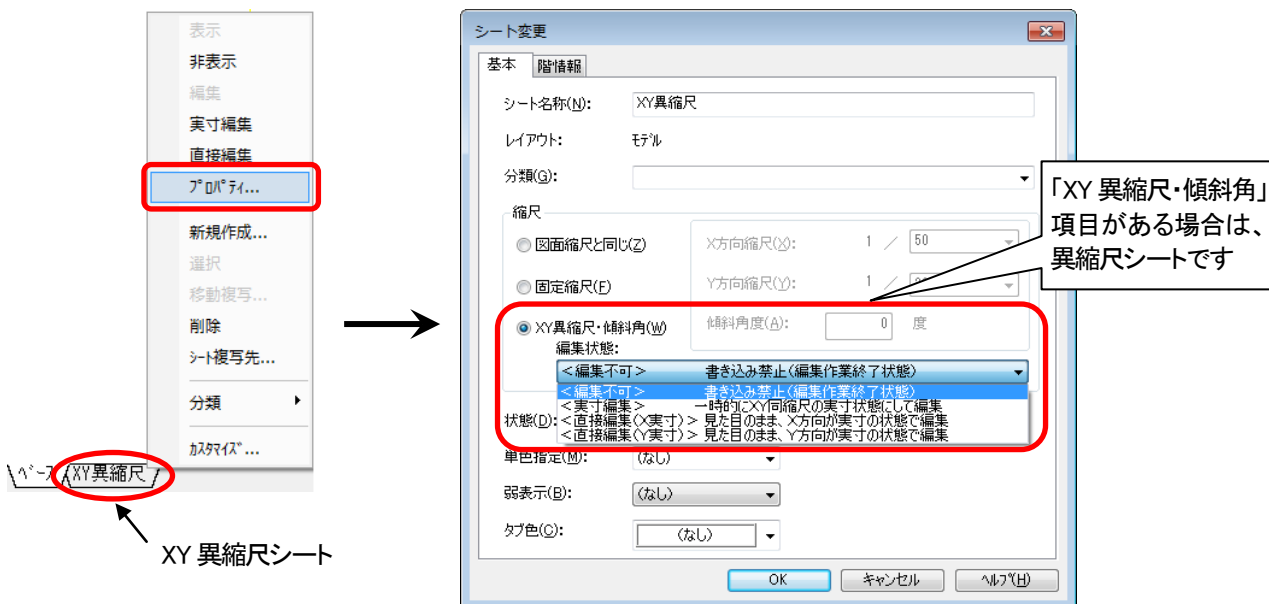 表示
非表示
編集
実寸編集
直接編集
ﾌﾟﾛﾊﾟﾃｨ...
新規作成...
選択
移動複写...
削除
ｼｰﾄ複写先...
分類
ｶｽﾀﾏｲｽﾞ...
ﾍﾞｰｽ
XY異縮尺
XY 異縮尺シート
シート変更
基本
階情報
シート名称(N):
XY異縮尺
レイアウト:
ﾓﾃﾞﾙ
分類(G):
縮尺
図面縮尺と同じ(Z)
X方向縮尺(X): 1 ／ 50
固定縮尺(F)
Y方向縮尺(Y): 1 ／
XY異縮尺・傾斜角(W)
傾斜角度(A): 0 度
編集状態:
＜編集不可＞ 書き込み禁止(編集作業終了状態)
＜編集不可＞ 書き込み禁止(編集作業終了状態)
＜実寸編集＞ 一時的にXY同縮尺の実寸状態にして編集
状態(D):
＜直接編集(X実寸)＞ 見た目のまま、X方向が実寸の状態で編集
＜直接編集(Y実寸)＞ 見た目のまま、Y方向が実寸の状態で編集
単色指定(M): (なし)
弱表示(B): (なし)
タブ色(C): (なし)
OK
キャンセル
ﾍﾙﾌﾟ(H)
「XY 異縮尺・傾斜角」
項目がある場合は、
異縮尺シートです